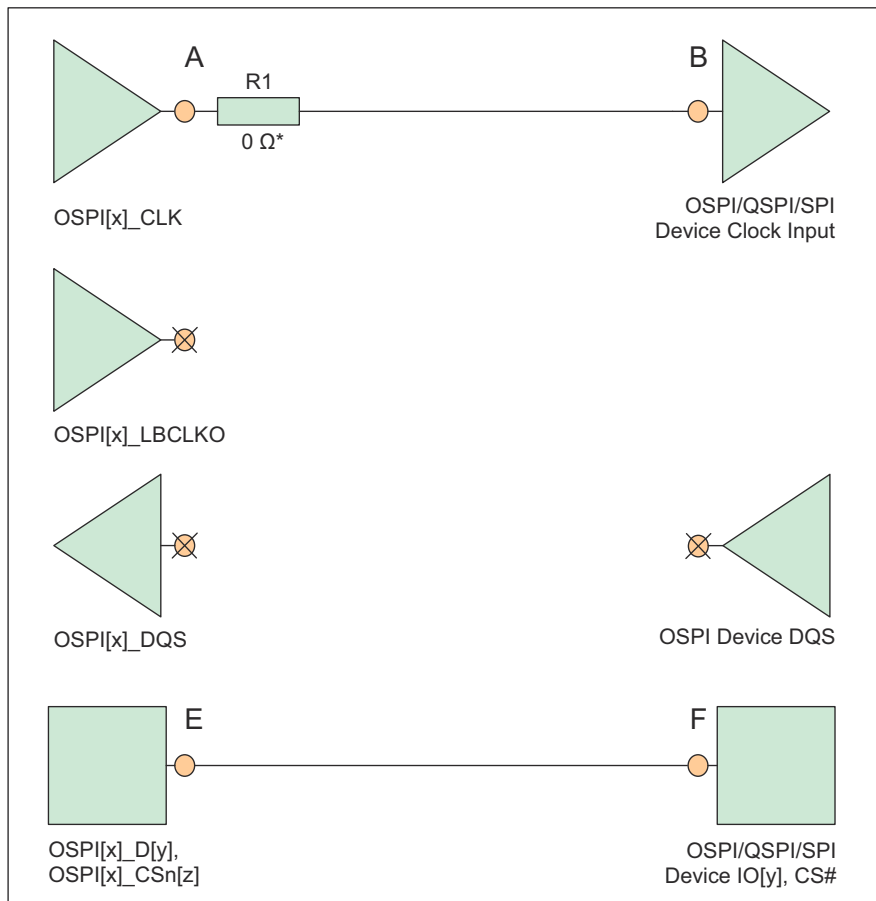 A
B
R1
0 Ω*
OSPI[x]_CLK
OSPI/QSPI/SPI
Device Clock Input
OSPI[x]_LBCLKO
OSPI[x]_DQS
OSPI Device DQS
E
F
OSPI[x]_D[y],
OSPI[x]_CSn[z]
OSPI/QSPI/SPI
Device IO[y], CS#